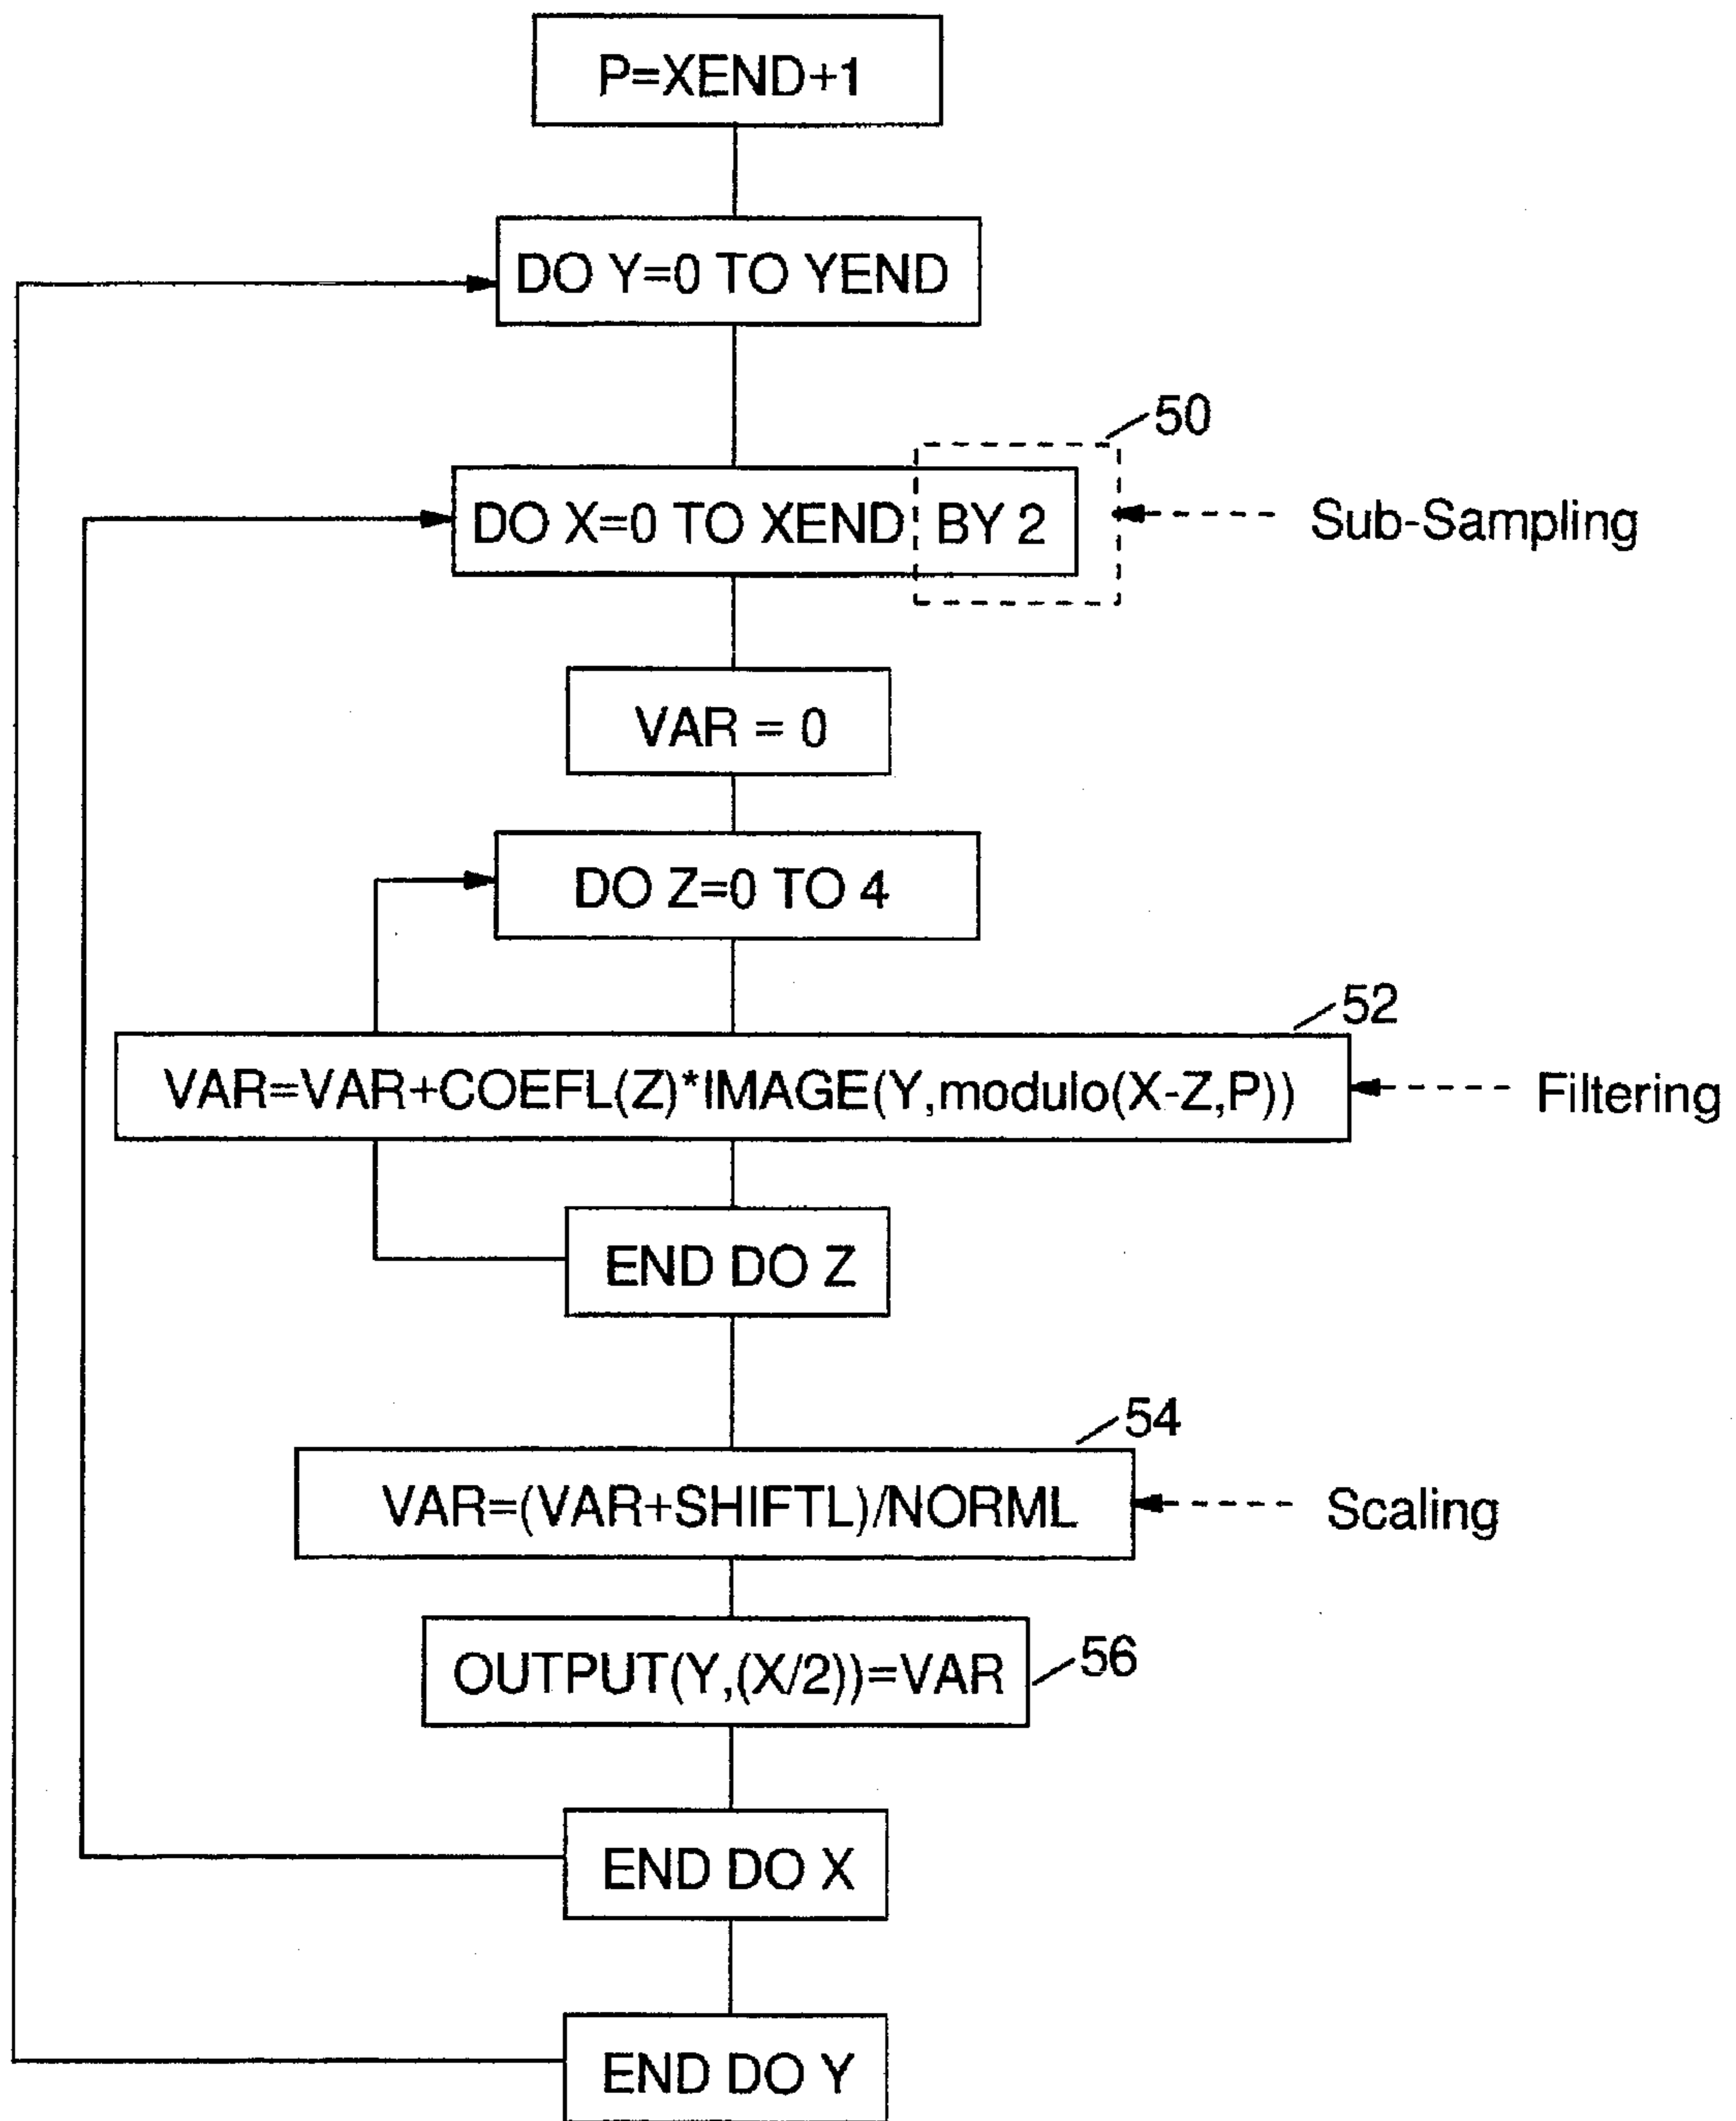 P=XEND+1
DO Y=0 TO YEND
50
DO X=0 TO XEND BY 2
Sub-Sampling
VAR = 0
DO Z=0 TO 4
52
VAR=VAR+COEFL(Z)*IMAGE(Y,modulo(X-Z,P))
Filtering
END DO Z
54
VAR=(VAR+SHIFTL)/NORML
Scaling
OUTPUT(Y,(X/2))=VAR
56
END DO X
END DO Y